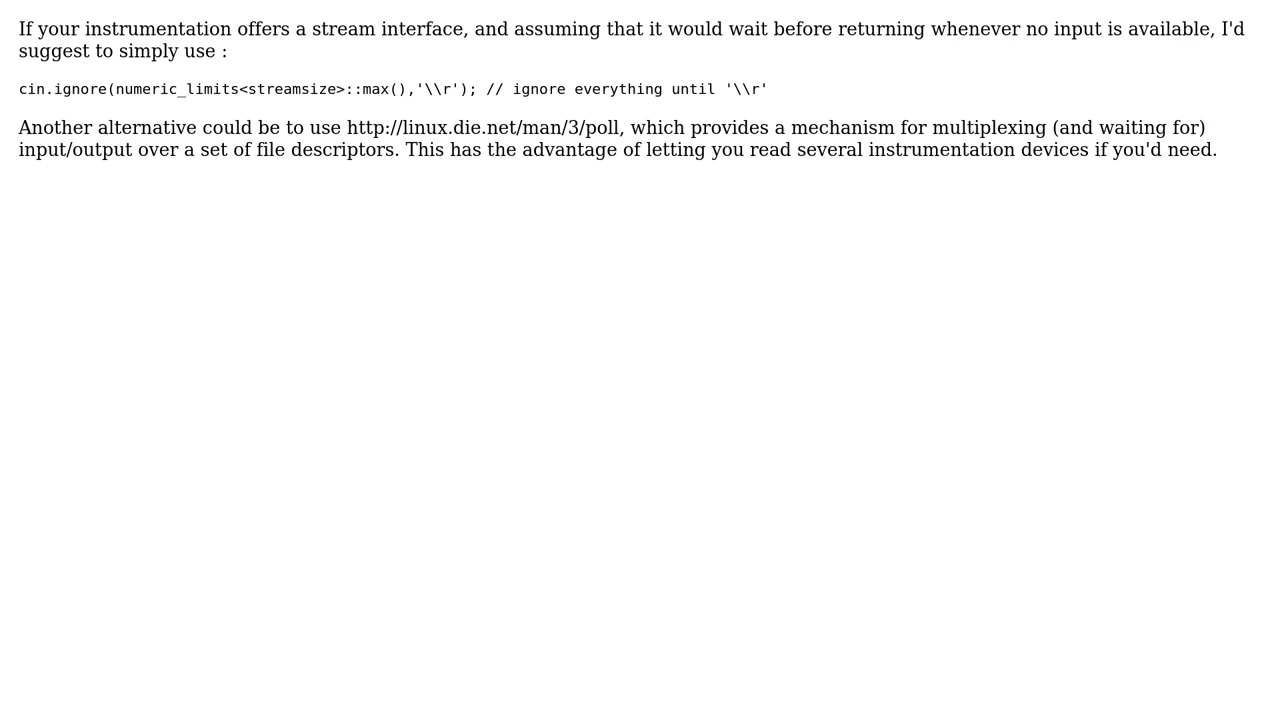 If your instrumentation offers a stream interface, and assuming that it would wait before returning whenever no input is available, I'd
suggest to simply use :
cin.ignore(numeric_limits<streamsize>::max(),'\\r'); // ignore everything until '\\r'
Another alternative could be to use http://linux.die.net/man/3/poll, which provides a mechanism for multiplexing (and waiting for)
input/output over a set of file descriptors. This has the advantage of letting you read several instrumentation devices if you'd need.